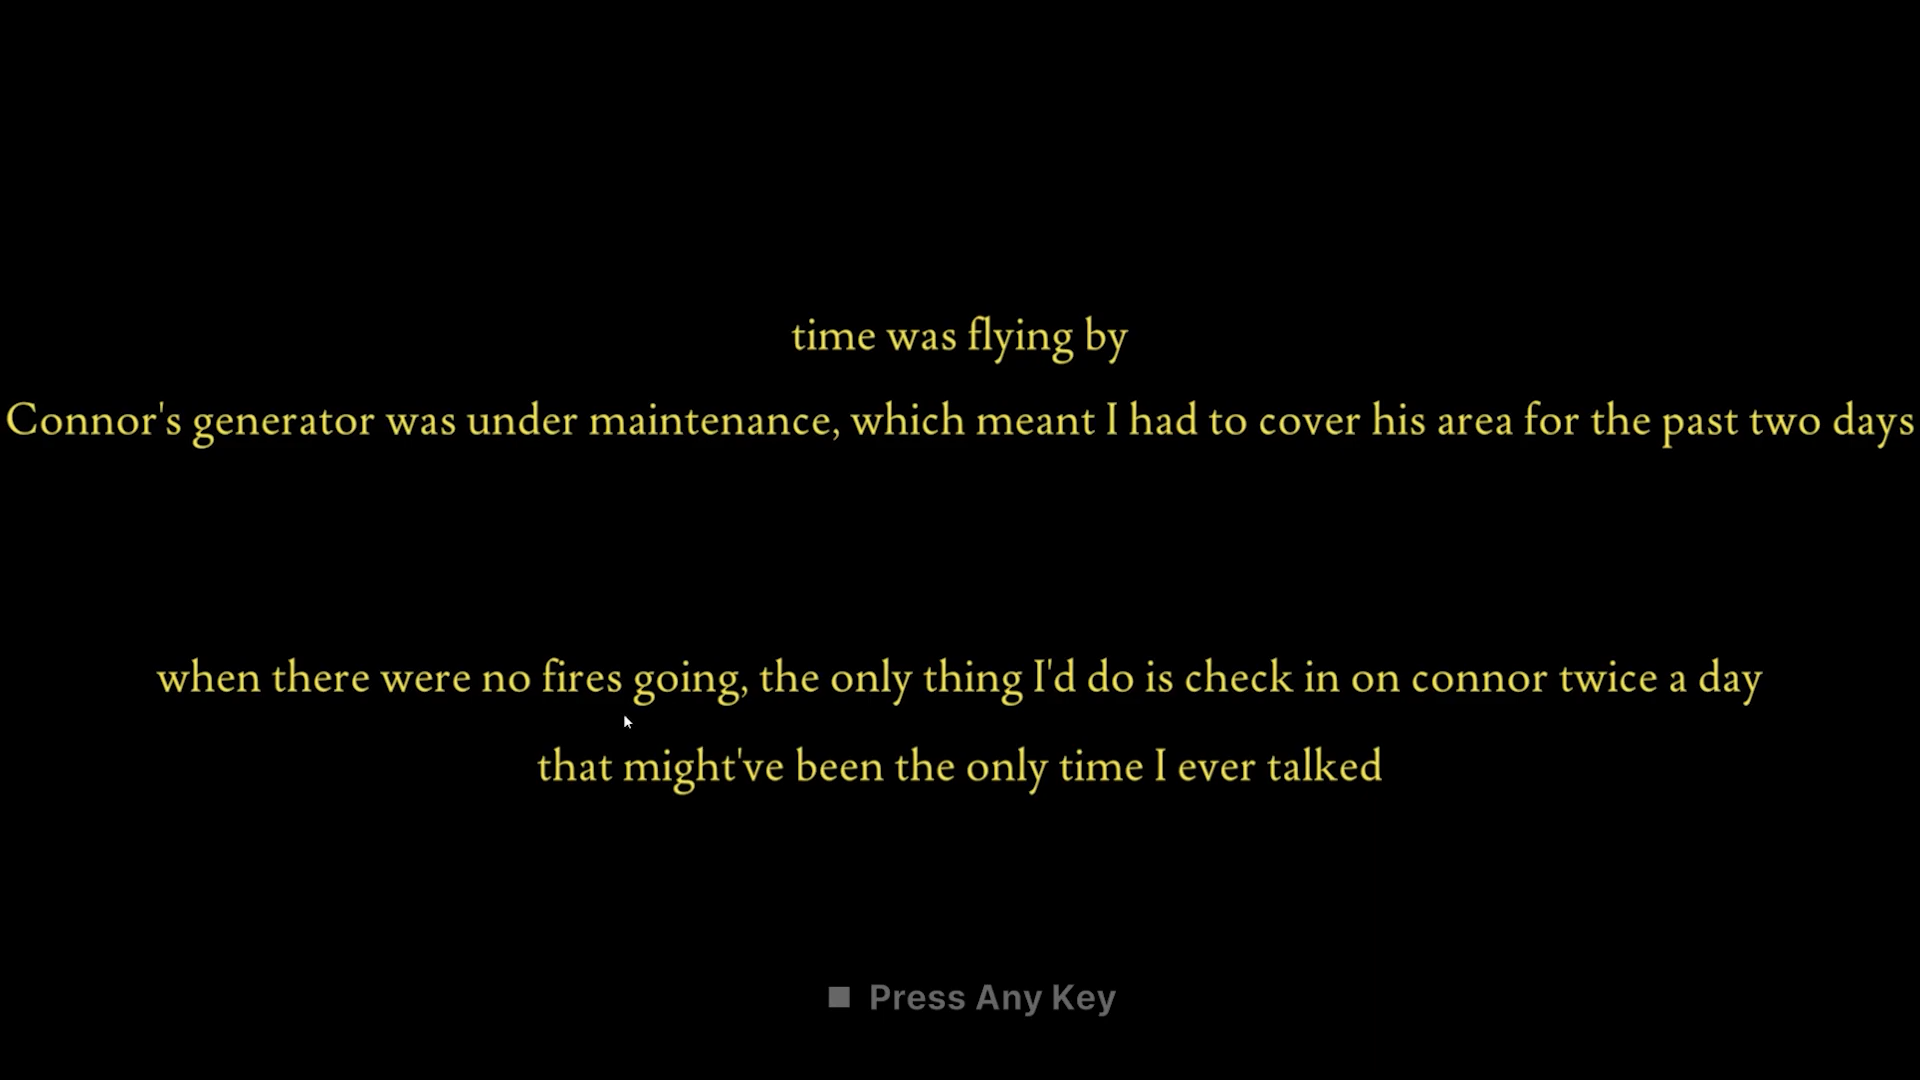 time was flying by
Connor's generator was under maintenance, which meant I had to cover his area for the past two days
when there were no fires going, the only thing I'd do is check in on connor twice a day
that might've been the only time I ever talked
Press Any Key